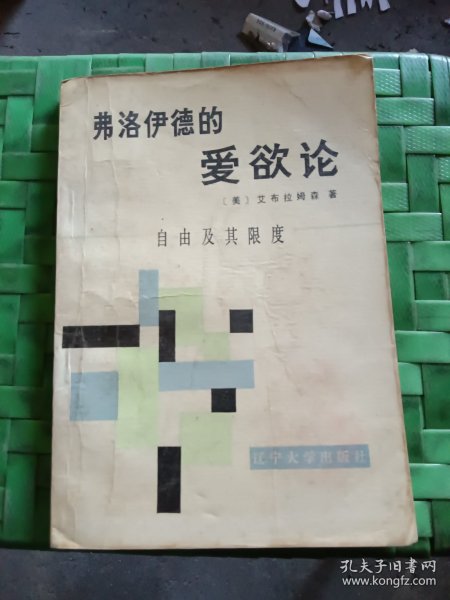 弗洛伊德的
爱欲论
〔美〕艾布拉姆森 著
自由及其限度
辽宁大学出版社
孔夫子旧书网
www.kongfz.com